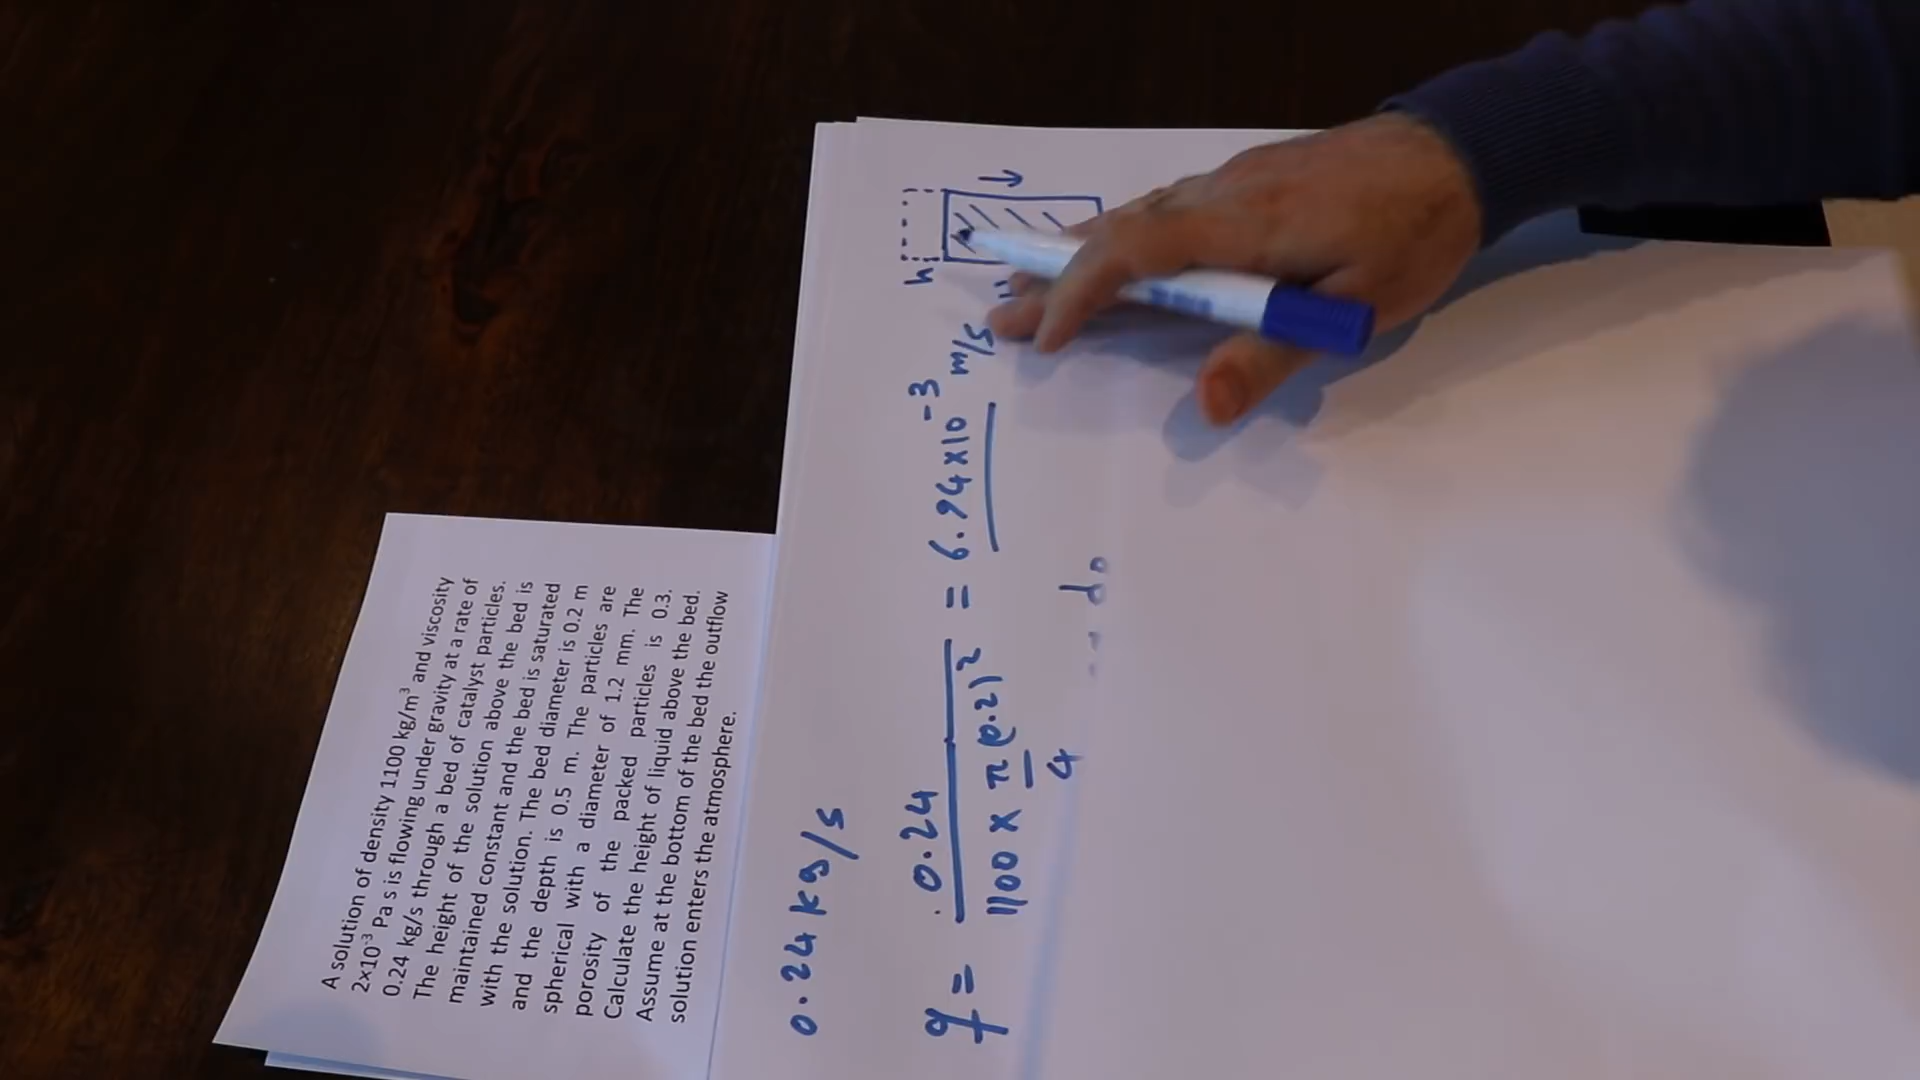 A solution of density 1100 kg/m³ and viscosity
2×10⁻³ Pa s is flowing under gravity at a rate of
0.24 kg/s through a bed of catalyst particles.
The height of the solution above the bed is
maintained constant and the bed is saturated
with the solution. The bed diameter is 0.2 m
and the depth is 0.5 m. The particles are
spherical with a diameter of 1.2 mm. The
porosity of the packed particles is 0.3.
Calculate the height of liquid above the bed.
Assume at the bottom of the bed the outflow
solution enters the atmosphere.
0.24 kg/s
q = 0.24 / 1100 × π/4 (0.2)² = 6.94×10⁻³ m/s
h